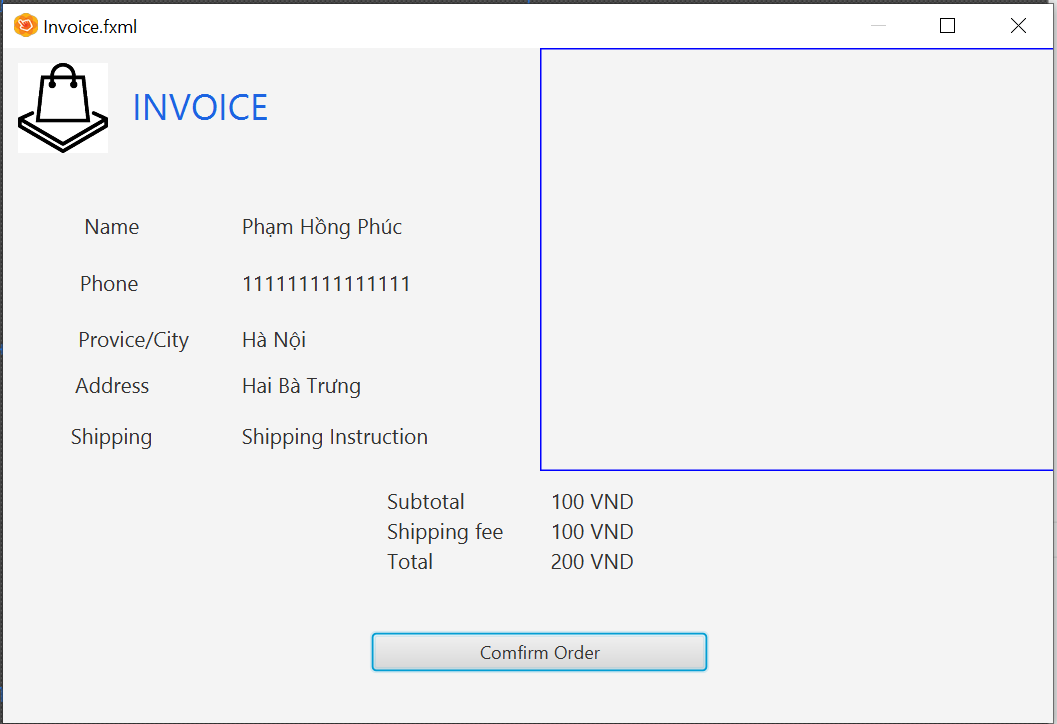 Invoice.fxml
INVOICE
Name Phạm Hồng Phúc
Phone 111111111111111
Provice/City Hà Nội
Address Hai Bà Trưng
Shipping Shipping Instruction
Subtotal 100 VND
Shipping fee 100 VND
Total 200 VND
Comfirm Order